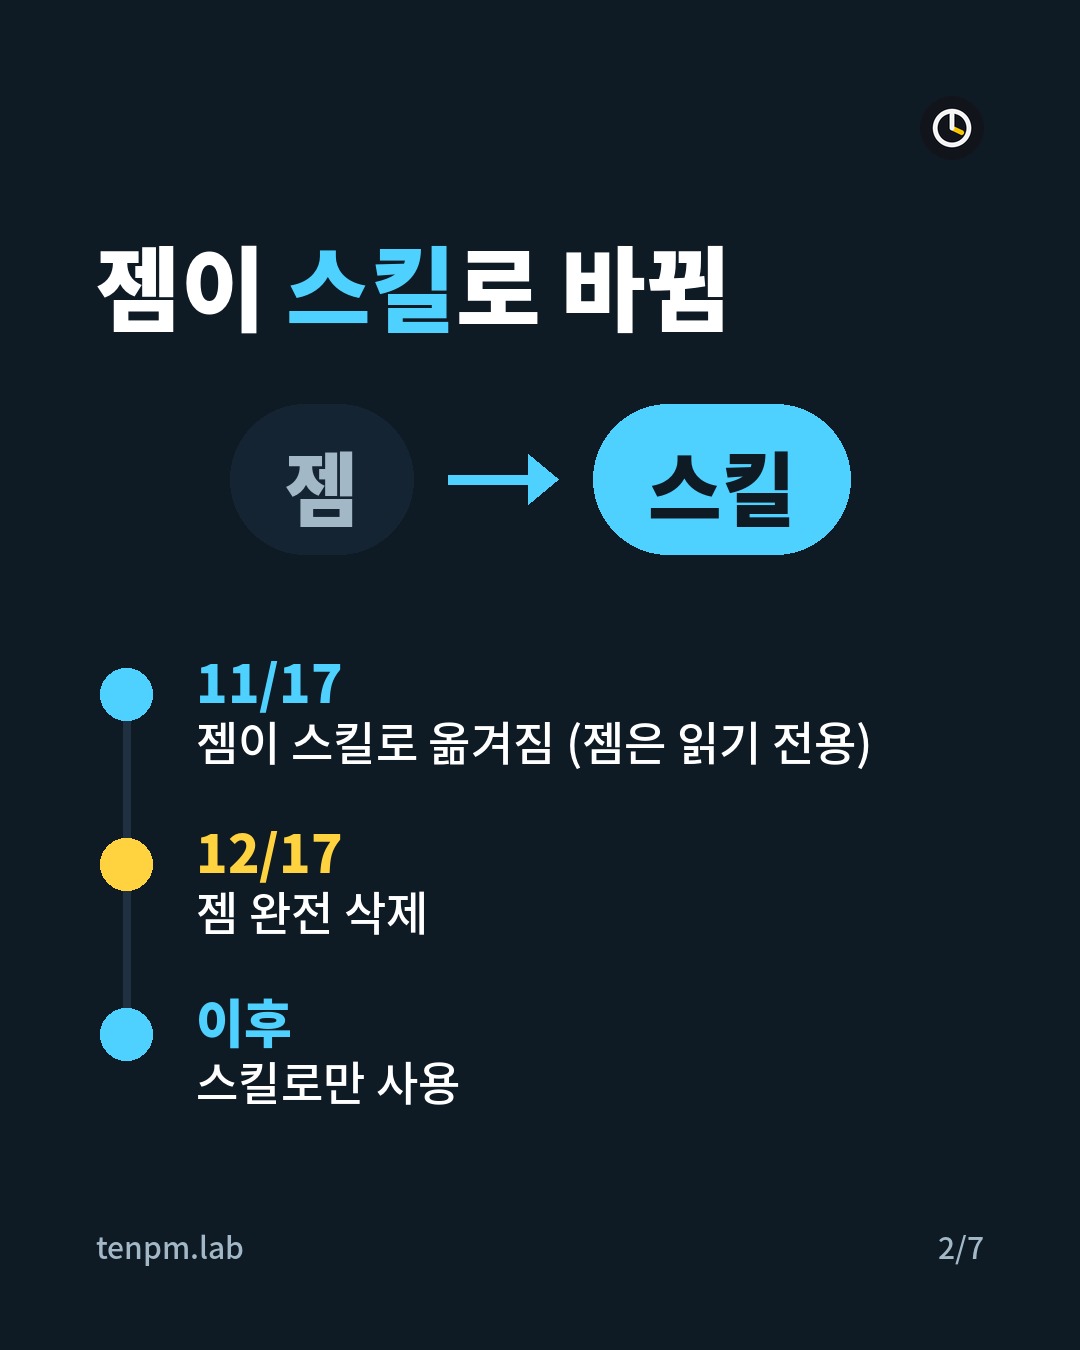 젬이 스킬로 바뀜
젬
스킬
11/17
젬이 스킬로 옮겨짐 (젬은 읽기 전용)
12/17
젬 완전 삭제
이후
스킬로만 사용
tenpm.lab
2/7